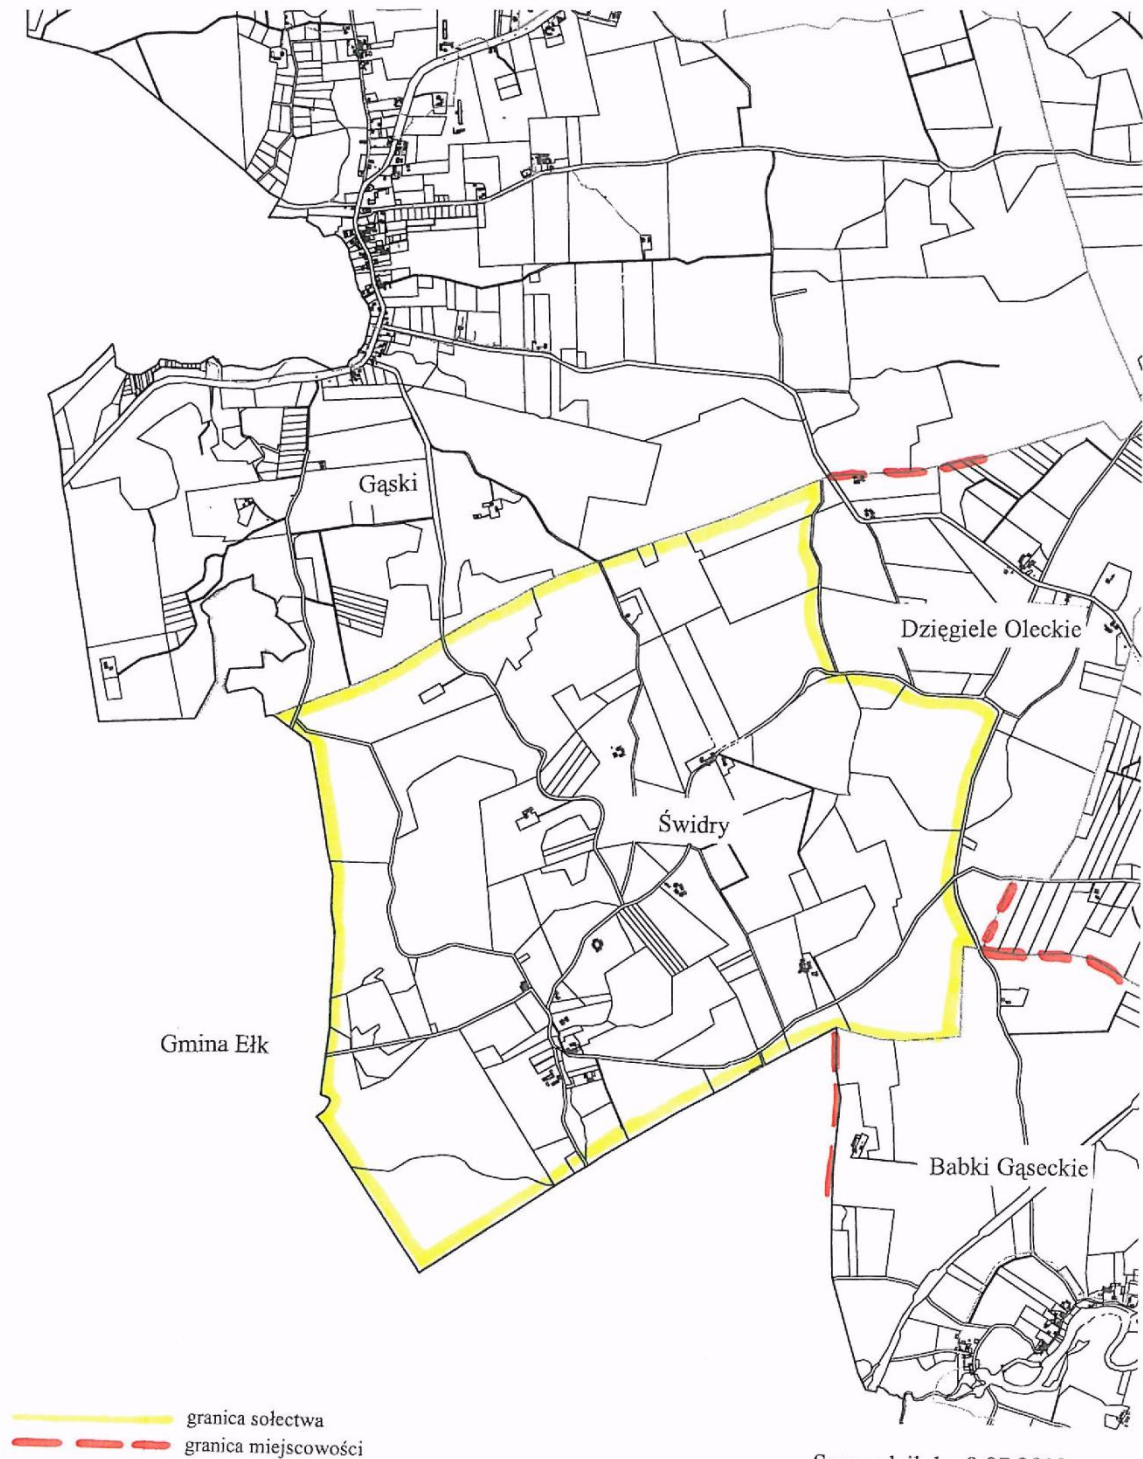 Gąski
Dzięgiele Oleckie
Świdry
Gmina Ełk
Babki Gąseckie
granica sołectwa
granica miejscowości